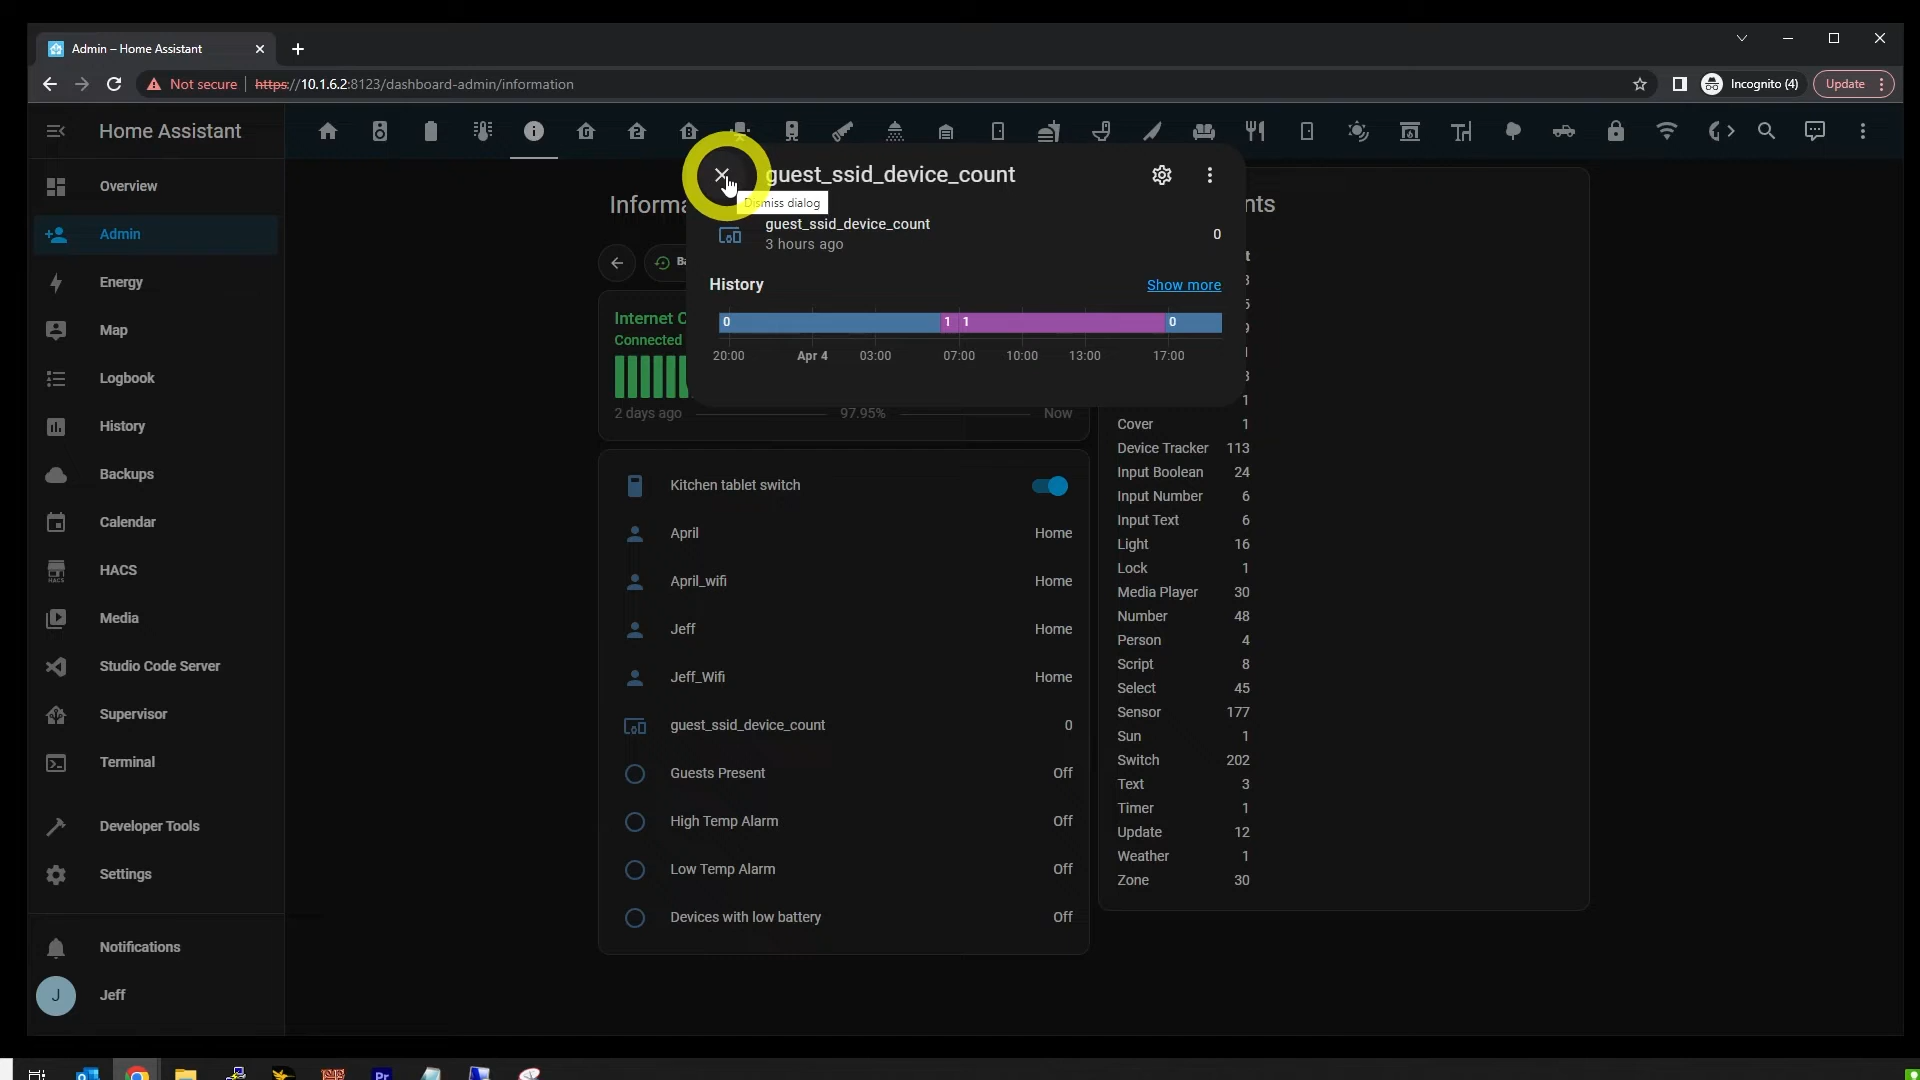 Admin – Home Assistant
Not secure
https://10.1.6.2:8123/dashboard-admin/information
Incognito (4)
Update
Home Assistant
Overview
Admin
Energy
Map
Logbook
History
Backups
Calendar
HACS
HACS
Media
Studio Code Server
Supervisor
Terminal
Developer Tools
Settings
Notifications
J
Jeff
guest_ssid_device_count
Dismiss dialog
guest_ssid_device_count
3 hours ago
0
History
Show more
0
1
1
0
20:00
Apr 4
03:00
07:00
10:00
13:00
17:00
Connected
2 days ago
97.95%
Now
Kitchen tablet switch
April
Home
April_wifi
Home
Jeff
Home
Jeff_Wifi
Home
guest_ssid_device_count
0
Guests Present
Off
High Temp Alarm
Off
Low Temp Alarm
Off
Devices with low battery
Off
1
Cover 1
Device Tracker 113
Input Boolean 24
Input Number 6
Input Text 6
Light 16
Lock 1
Media Player 30
Number 48
Person 4
Script 8
Select 45
Sensor 177
Sun 1
Switch 202
Text 3
Timer 1
Update 12
Weather 1
Zone 30
Pr